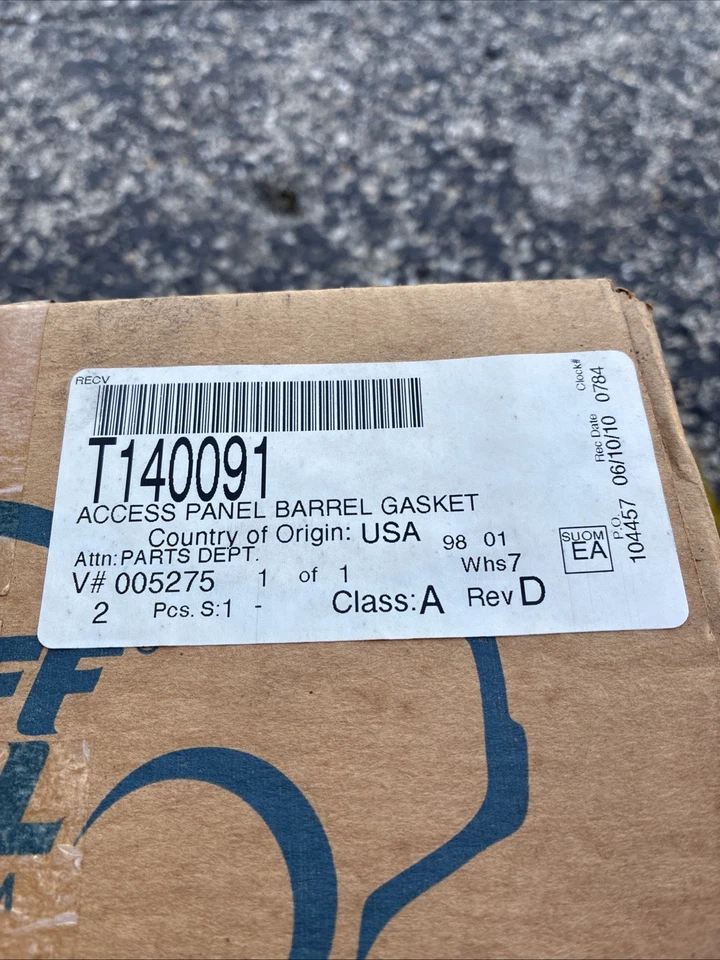 RECV
T140091
ACCESS PANEL BARREL GASKET
Country of Origin: USA
Attn: PARTS DEPT.
98 01
V# 005275 1 of 1
Whs7
2 Pcs. S:1 -
Class: A Rev D
SUOM
EA
P.O. 104457
Rec Date 06/10/10
Clock# 0784
FF®
L
M